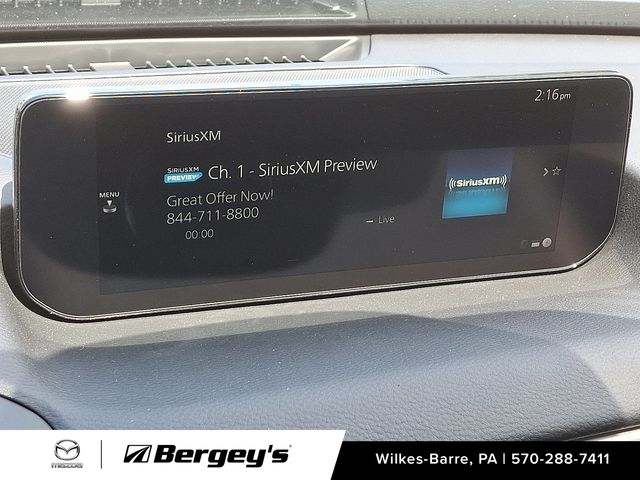 2:16pm
SiriusXM
SIRIUSXM
PREVIEW
Ch. 1 - SiriusXM Preview
((SiriusXM))
MENU
Great Offer Now!
844-711-8800
Live
00:00
mazda
Bergey's
Wilkes-Barre, PA | 570-288-7411